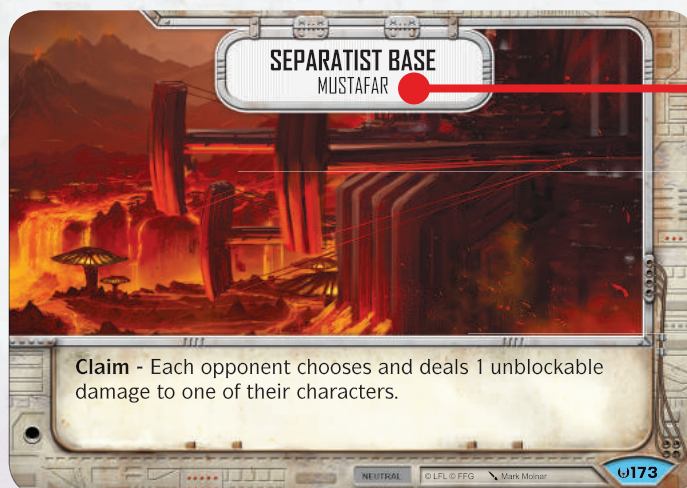 SEPARATIST BASE
MUSTAFAR
Claim - Each opponent chooses and deals 1 unblockable
damage to one of their characters.
NEUTRAL
© LFL © FFG
Mark Molnar
173